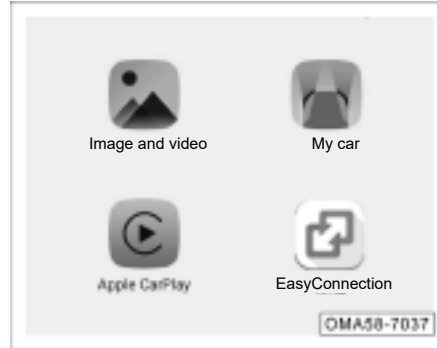 Image and video
My car
Apple CarPlay
EasyConnection
OMA58-7037